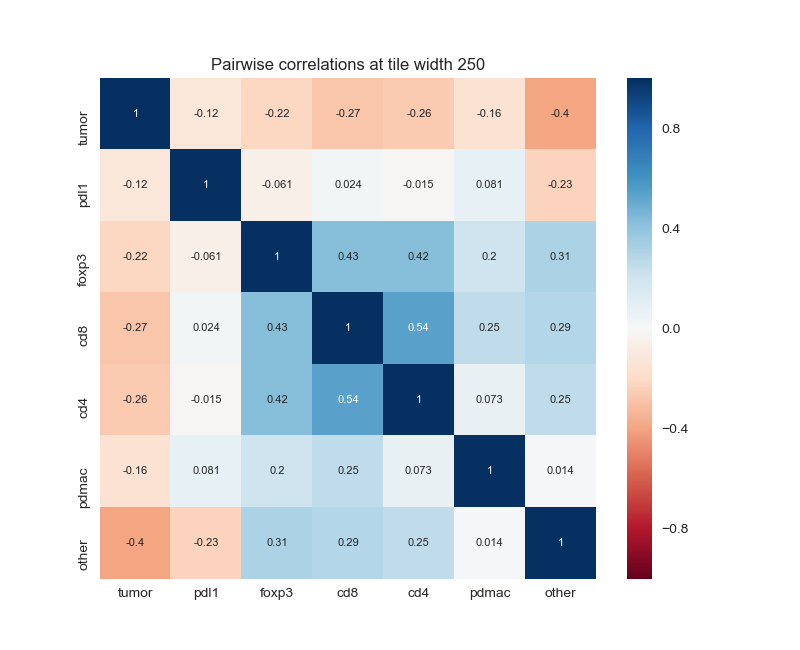 Pairwise correlations at tile width 250
tumor 1 -0.12 -0.22 -0.27 -0.26 -0.16 -0.4
pdl1 -0.12 1 -0.061 0.024 -0.015 0.081 -0.23
foxp3 -0.22 -0.061 1 0.43 0.42 0.2 0.31
cd8 -0.27 0.024 0.43 1 0.54 0.25 0.29
cd4 -0.26 -0.015 0.42 0.54 1 0.073 0.25
pdmac -0.16 0.081 0.2 0.25 0.073 1 0.014
other -0.4 -0.23 0.31 0.29 0.25 0.014 1
tumor pdl1 foxp3 cd8 cd4 pdmac other
0.8
0.4
0.0
−0.4
−0.8